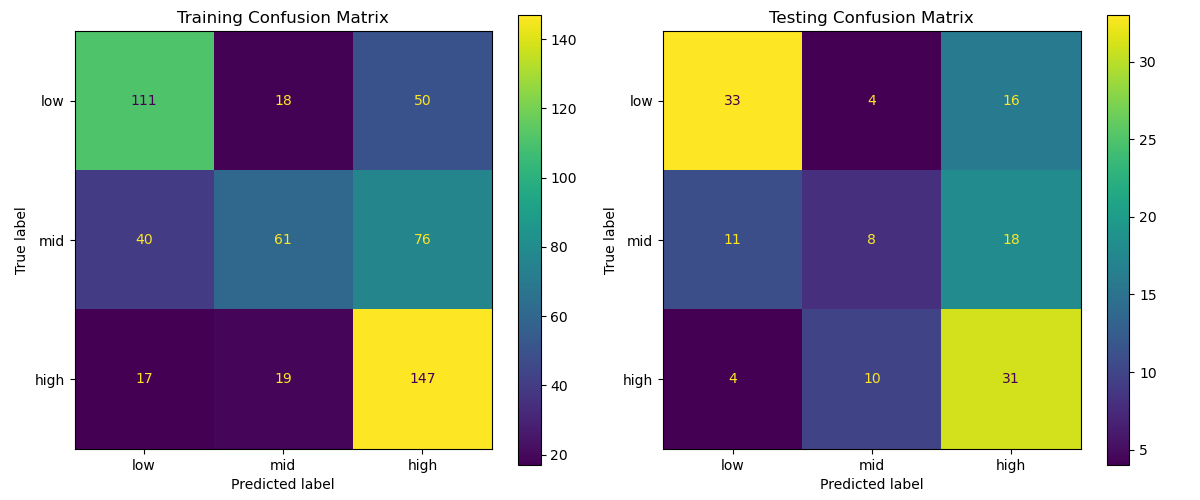 Training Confusion Matrix
low
111
18
50
mid
40
61
76
high
17
19
147
low
mid
high
Predicted label
True label
140
120
100
80
60
40
20
Testing Confusion Matrix
low
33
4
16
mid
11
8
18
high
4
10
31
low
mid
high
Predicted label
True label
30
25
20
15
10
5